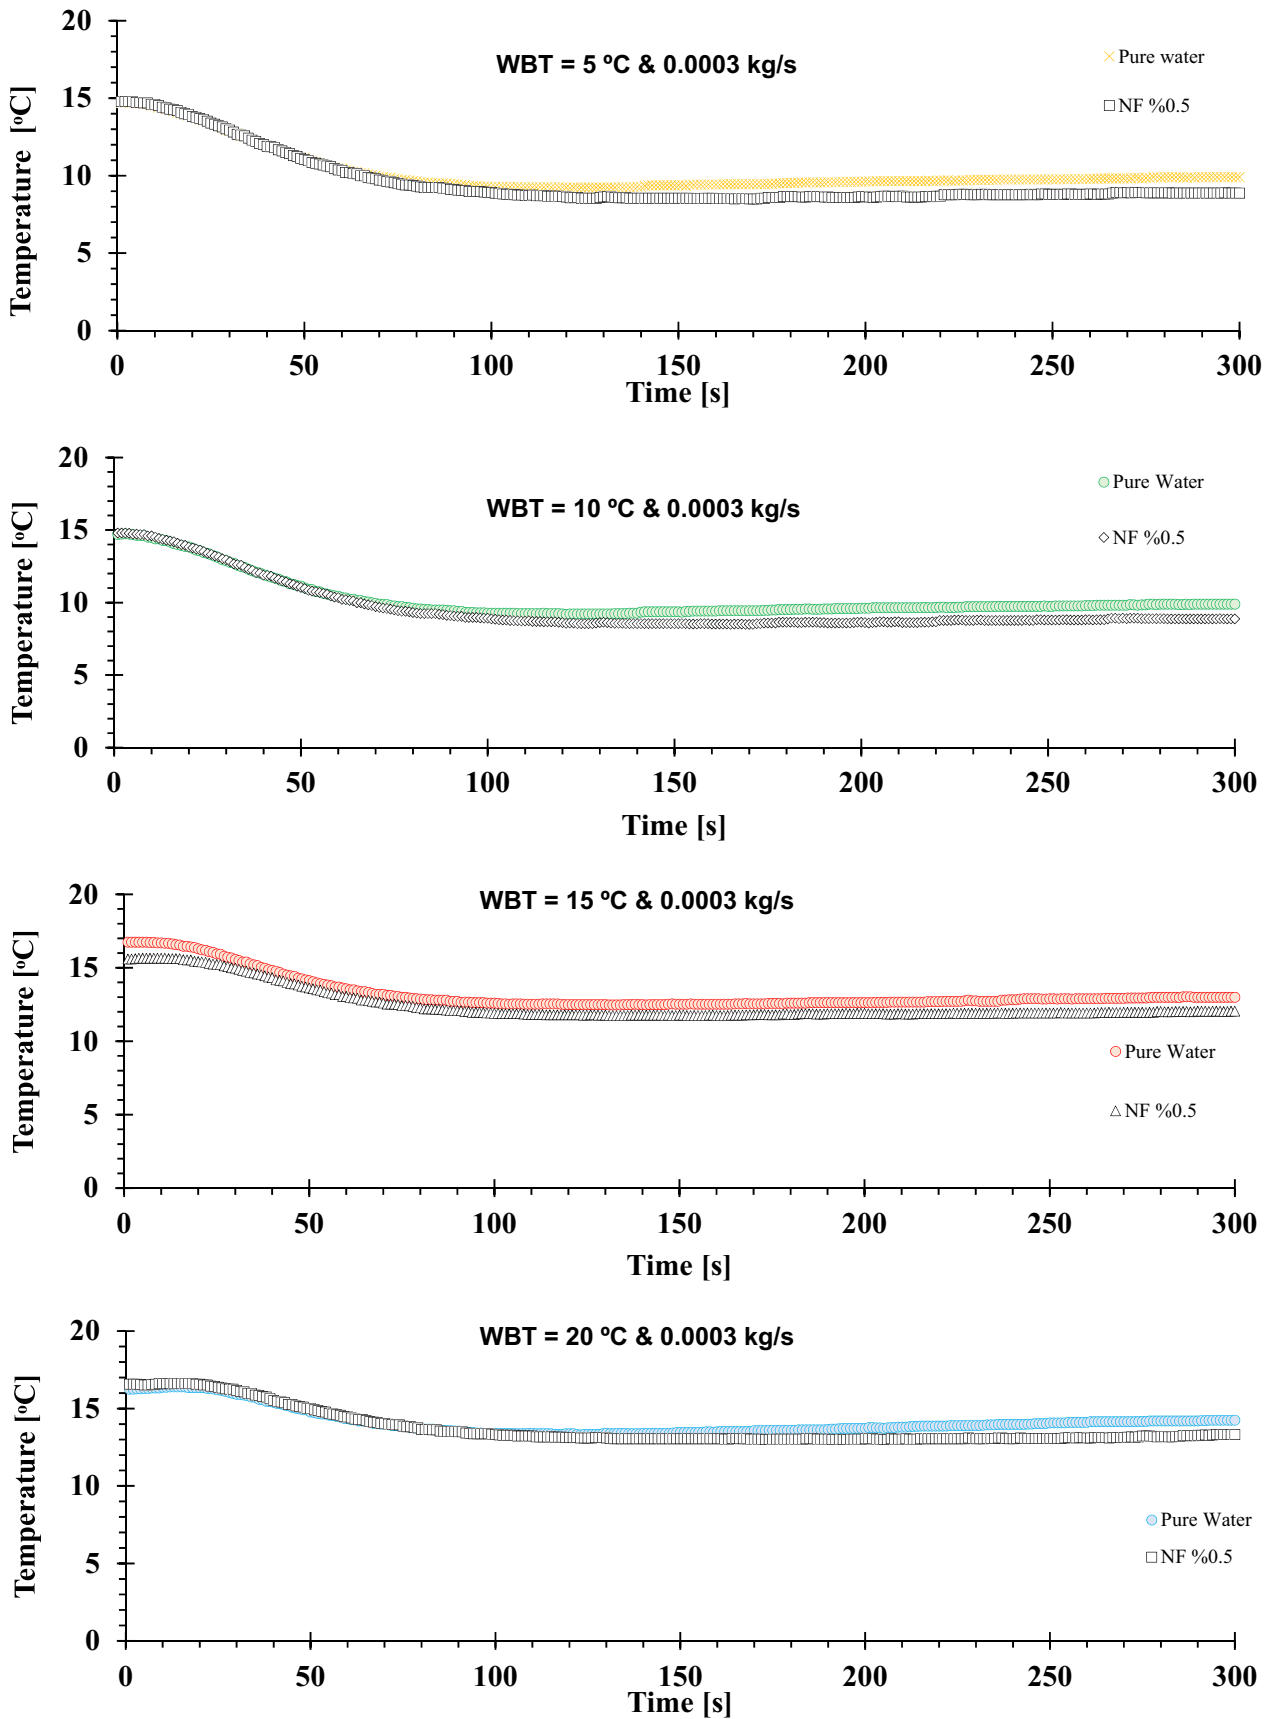 WBT = 5 ºC & 0.0003 kg/s
Pure water
NF %0.5
Temperature [ºC]
20
15
10
5
0
0 50 100 150 200 250 300
Time [s]
WBT = 10 ºC & 0.0003 kg/s
Pure Water
NF %0.5
Temperature [ºC]
20
15
10
5
0
0 50 100 150 200 250 300
Time [s]
WBT = 15 ºC & 0.0003 kg/s
Pure Water
NF %0.5
Temperature [ºC]
20
15
10
5
0
0 50 100 150 200 250 300
Time [s]
WBT = 20 ºC & 0.0003 kg/s
Pure Water
NF %0.5
Temperature [ºC]
20
15
10
5
0
0 50 100 150 200 250 300
Time [s]